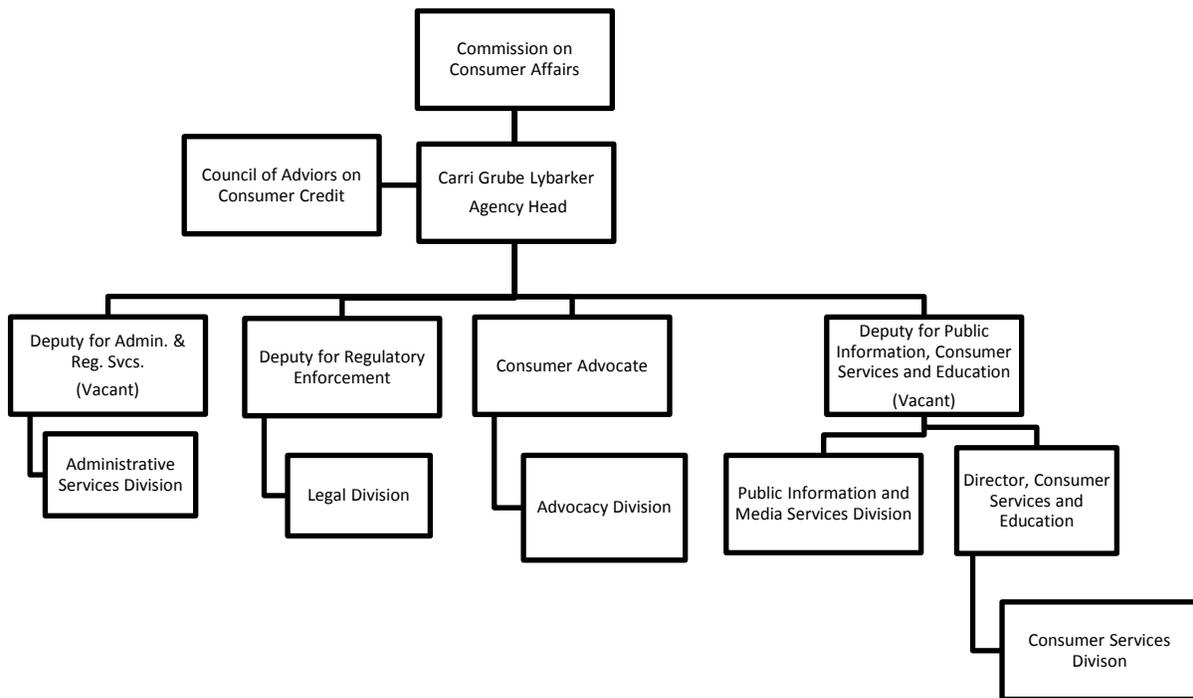 Commission on
Consumer Affairs
Council of Adviors on
Consumer Credit
Carri Grube Lybarker
Agency Head
Deputy for Admin. &
Reg. Svcs.
(Vacant)
Deputy for Regulatory
Enforcement
Consumer Advocate
Deputy for Public
Information, Consumer
Services and Education
(Vacant)
Administrative
Services Division
Legal Division
Advocacy Division
Public Information and
Media Services Division
Director, Consumer
Services and
Education
Consumer Services
Divison